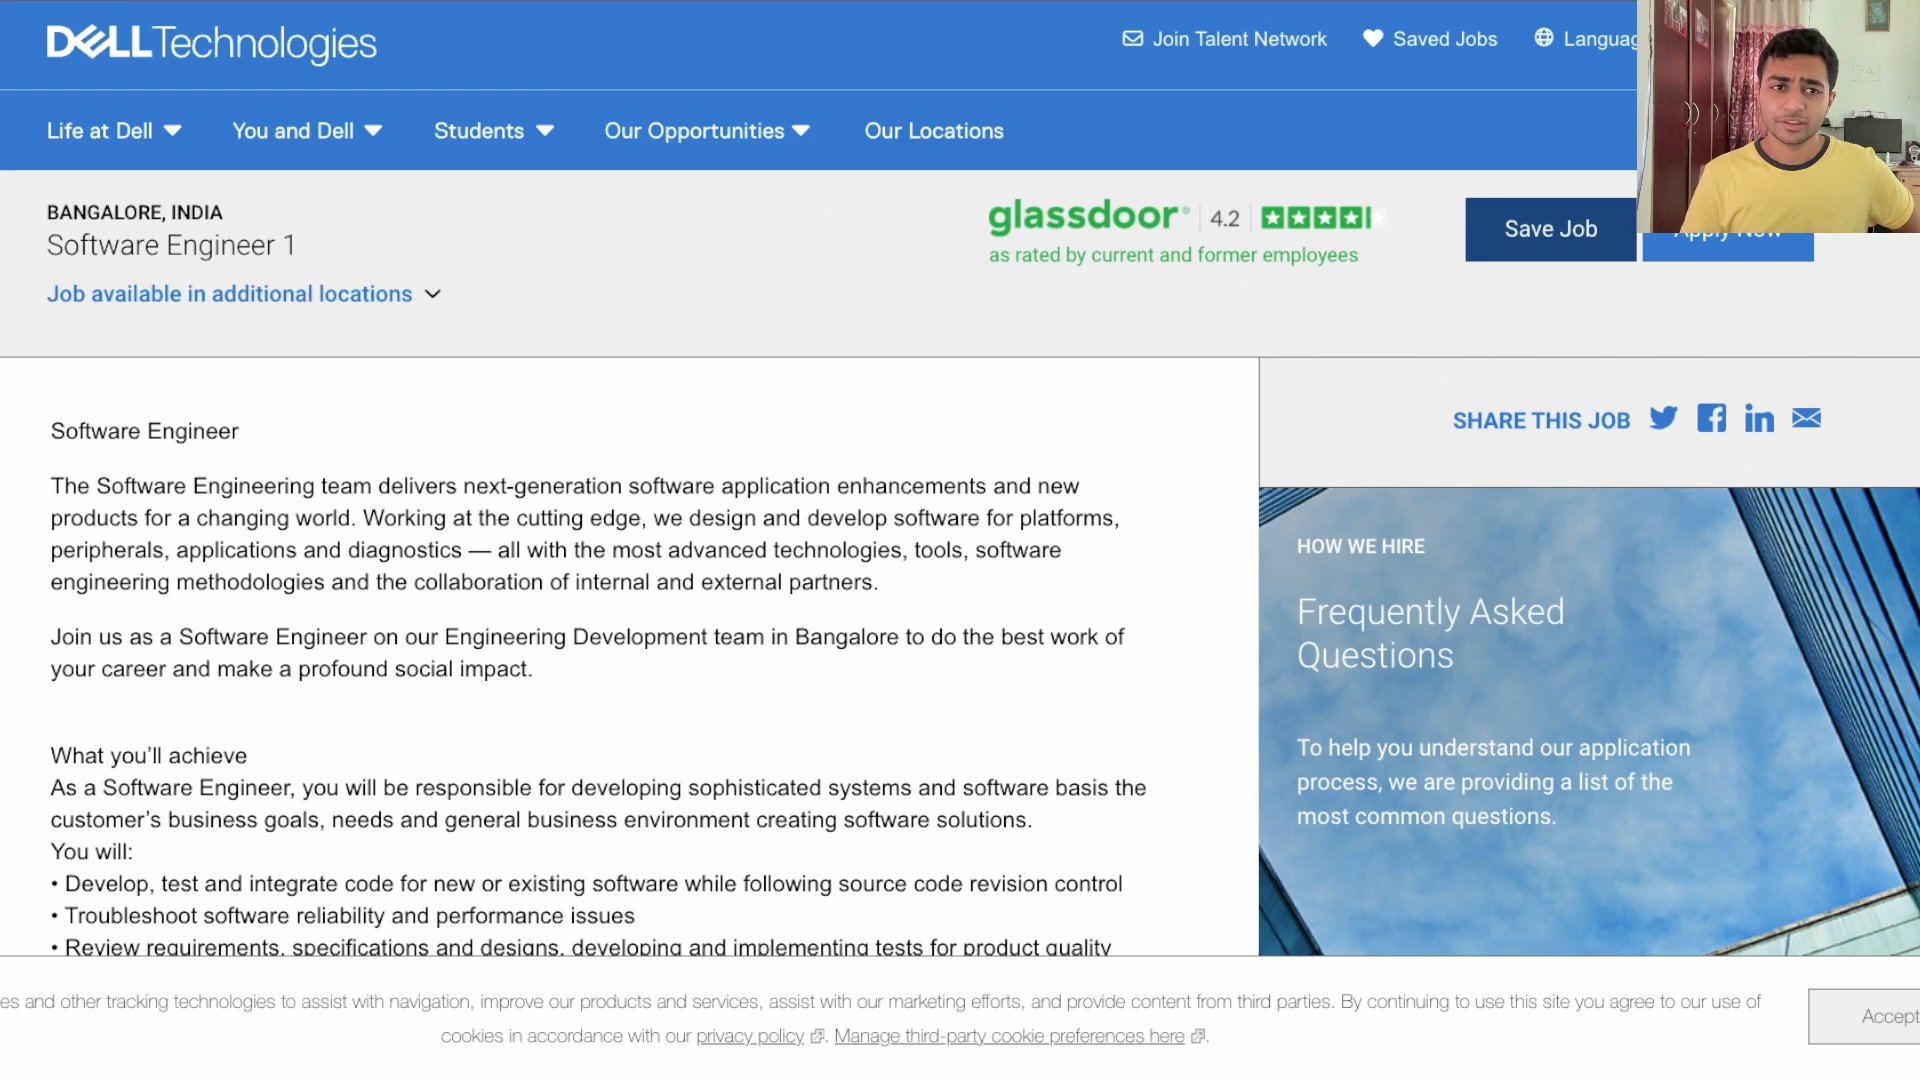 DELLTechnologies
Join Talent Network
Saved Jobs
Life at Dell
You and Dell
Students
Our Opportunities
Our Locations
BANGALORE, INDIA
Software Engineer 1
Job available in additional locations
glassdoor® 4.2
as rated by current and former employees
Save Job
Apply Now
Software Engineer
The Software Engineering team delivers next-generation software application enhancements and new
products for a changing world. Working at the cutting edge, we design and develop software for platforms,
peripherals, applications and diagnostics — all with the most advanced technologies, tools, software
engineering methodologies and the collaboration of internal and external partners.
Join us as a Software Engineer on our Engineering Development team in Bangalore to do the best work of
your career and make a profound social impact.
What you’ll achieve
As a Software Engineer, you will be responsible for developing sophisticated systems and software basis the
customer’s business goals, needs and general business environment creating software solutions.
You will:
• Develop, test and integrate code for new or existing software while following source code revision control
• Troubleshoot software reliability and performance issues
• Review requirements, specifications and designs, developing and implementing tests for product quality
SHARE THIS JOB
HOW WE HIRE
Frequently Asked
Questions
To help you understand our application
process, we are providing a list of the
most common questions.
es and other tracking technologies to assist with navigation, improve our products and services, assist with our marketing efforts, and provide content from third parties. By continuing to use this site you agree to our use of
cookies in accordance with our privacy policy. Manage third-party cookie preferences here.
Accept